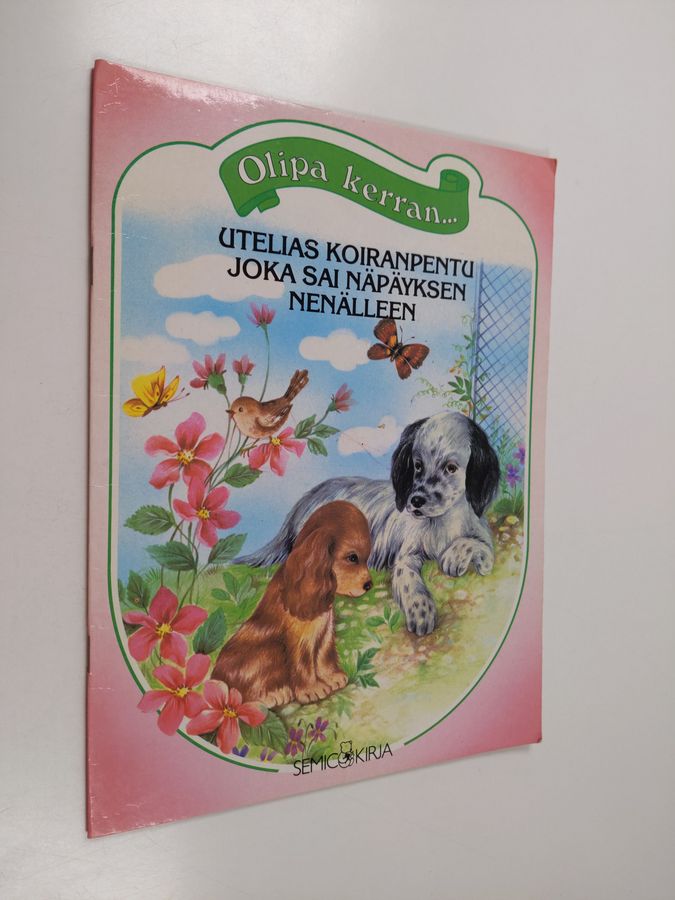 Olipa kerran...
UTELIAS KOIRANPENTU
JOKA SAI NÄPÄYKSEN
NENÄLLEEN
SEMIC KIRJA